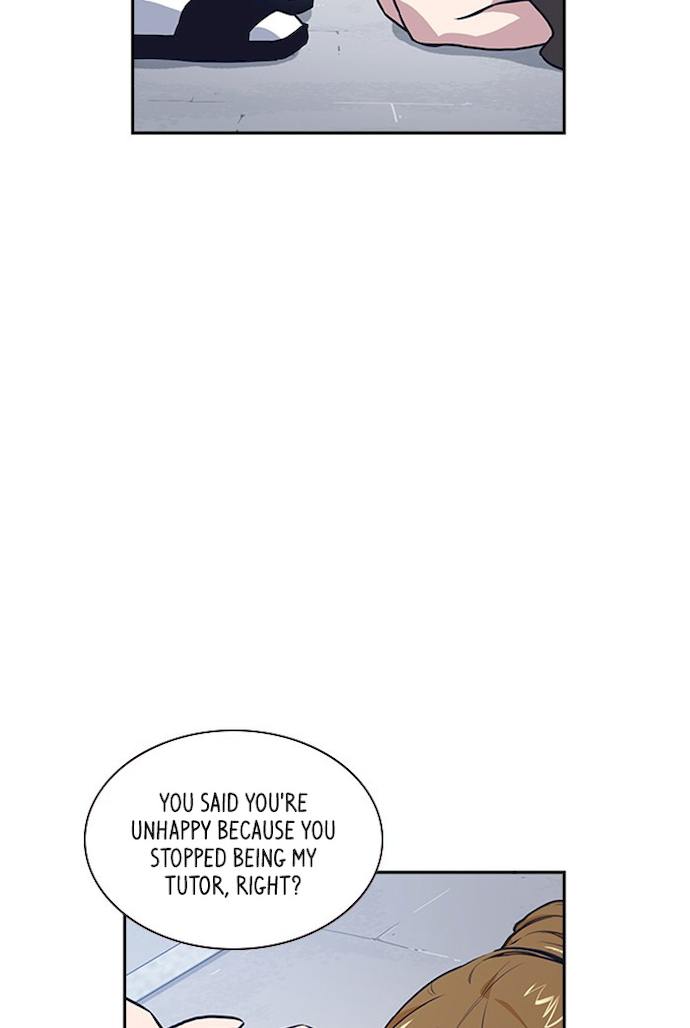 YOU SAID YOU'RE
UNHAPPY BECAUSE YOU
STOPPED BEING MY
TUTOR, RIGHT?